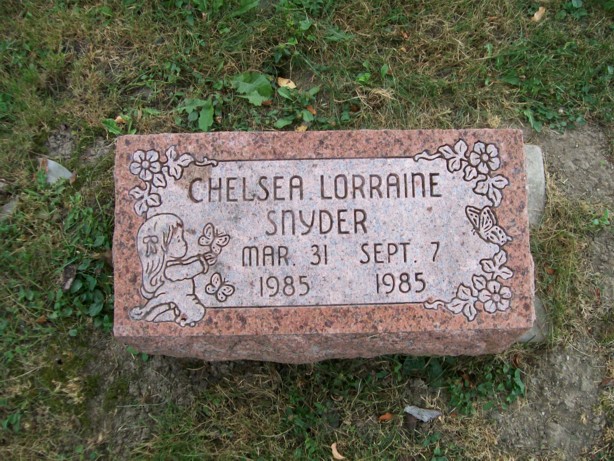 CHELSEA LORRAINE
SNYDER
MAR. 31 SEPT. 7
1985 1985